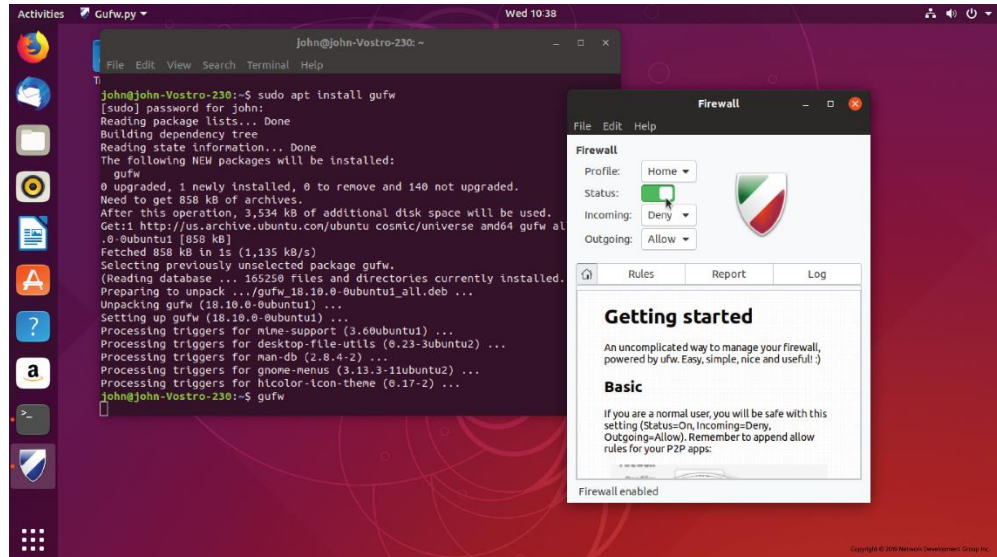 Activities
Gufw.py
Wed 10:38
john@john-Vostro-230: ~
File Edit View Search Terminal Help
john@john-Vostro-230:~$ sudo apt install gufw
[sudo] password for john:
Reading package lists... Done
Building dependency tree
Reading state information... Done
The following NEW packages will be installed:
gufw
0 upgraded, 1 newly installed, 0 to remove and 140 not upgraded.
Need to get 858 kB of archives.
After this operation, 3,534 kB of additional disk space will be used.
Get:1 http://us.archive.ubuntu.com/ubuntu cosmic/universe amd64 gufw al
.0-0ubuntu1 [858 kB]
Fetched 858 kB in 1s (1,135 kB/s)
Selecting previously unselected package gufw.
(Reading database ... 165250 files and directories currently installed.
Preparing to unpack .../gufw_18.10.0-0ubuntu1_all.deb ...
Unpacking gufw (18.10.0-0ubuntu1) ...
Setting up gufw (18.10.0-0ubuntu1) ...
Processing triggers for mime-support (3.60ubuntu1) ...
Processing triggers for desktop-file-utils (0.23-3ubuntu2) ...
Processing triggers for man-db (2.8.4-2) ...
Processing triggers for gnome-menus (3.13.3-11ubuntu2) ...
Processing triggers for hicolor-icon-theme (0.17-2) ...
john@john-Vostro-230:~$ gufw
Firewall
File Edit Help
Firewall
Profile: Home
Status:
Incoming: Deny
Outgoing: Allow
Rules Report Log
Getting started
An uncomplicated way to manage your firewall,
powered by ufw. Easy, simple, nice and useful! :)
Basic
If you are a normal user, you will be safe with this
setting (Status=On, Incoming=Deny,
Outgoing=Allow). Remember to append allow
rules for your P2P apps:
Firewall enabled
Copyright © 2019 Network Development Group Inc.